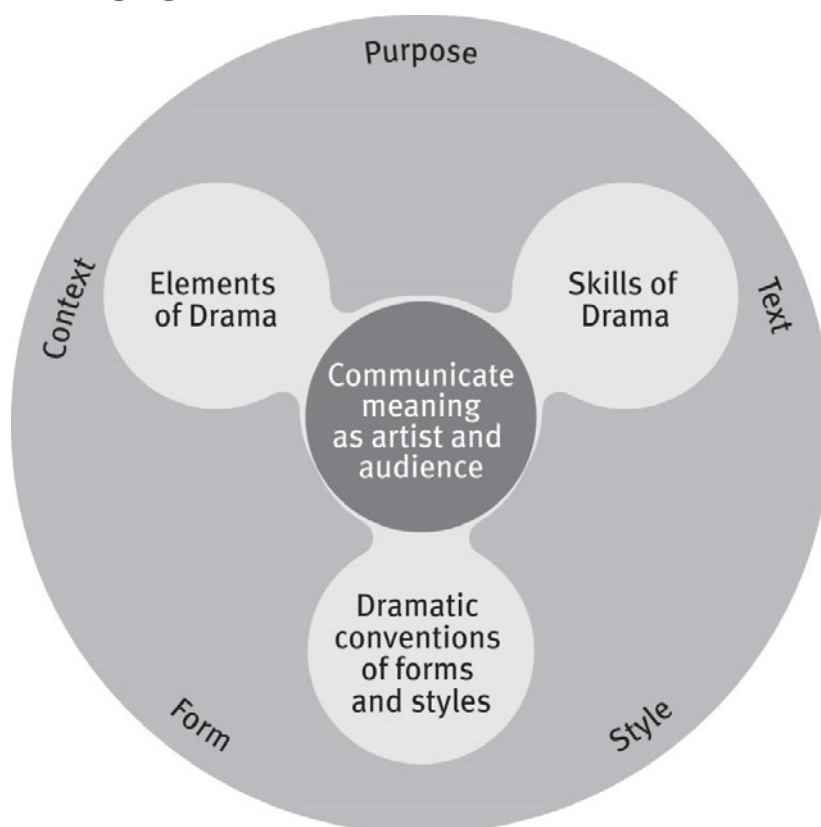 Purpose
Context
Elements
of Drama
Skills of
Drama
Text
Communicate
meaning
as artist and
audience
Dramatic
conventions
of forms
and styles
Form
Style